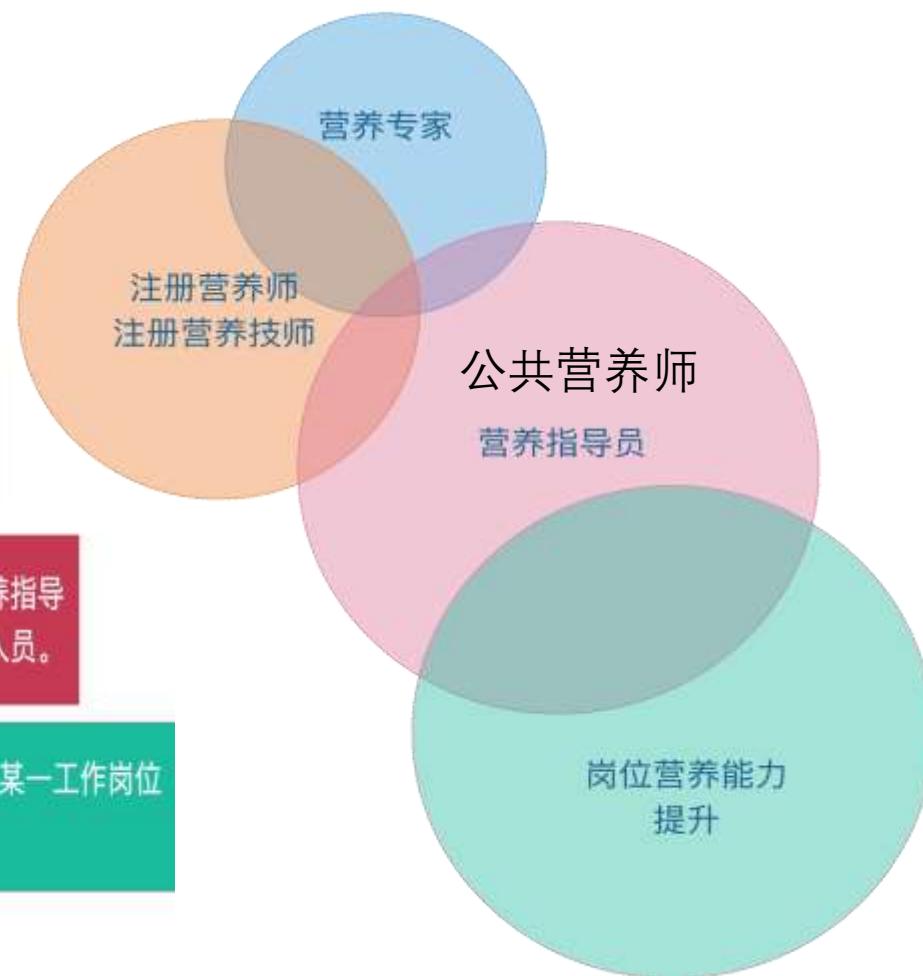 营养专家
注册营养师
注册营养技师
公共营养师
营养指导员
养指导
人员。
某一工作岗位
岗位营养能力
提升